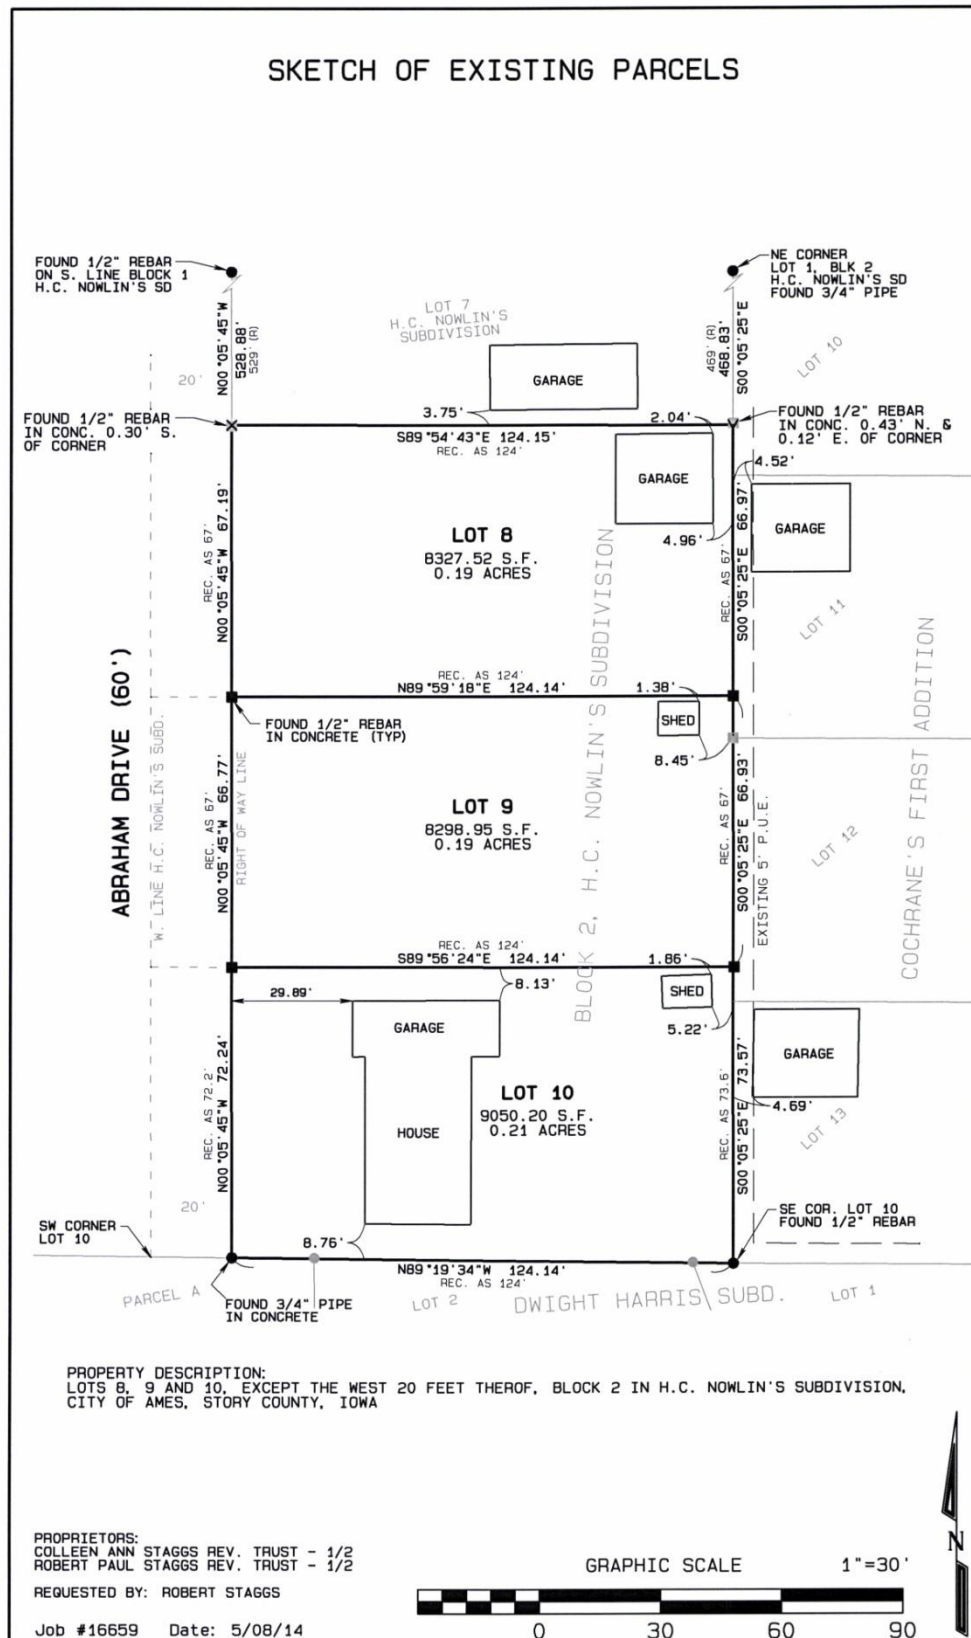 SKETCH OF EXISTING PARCELS
FOUND 1/2" REBAR
ON S. LINE BLOCK 1
H.C. NOWLIN'S SD
NE CORNER
LOT 1, BLK 2
H.C. NOWLIN'S SD
FOUND 3/4" PIPE
LOT 7
H.C. NOWLIN'S
SUBDIVISION
N00°05'45"W
528.88'
529' (R)
469' (R)
468.83'
S00°05'25"E
LOT 10
20'
GARAGE
FOUND 1/2" REBAR
IN CONC. 0.30' S.
OF CORNER
3.75'
2.04'
FOUND 1/2" REBAR
IN CONC. 0.43' N. &
0.12' E. OF CORNER
S89°54'43"E 124.15'
REC. AS 124'
4.52'
GARAGE
GARAGE
4.96'
REC. AS 67'
N00°05'45"W 67.19'
LOT 8
8327.52 S.F.
0.19 ACRES
REC. AS 67'
S00°05'25"E 66.97'
LOT 11
REC. AS 124'
N89°59'18"E 124.14'
1.38'
FOUND 1/2" REBAR
IN CONCRETE (TYP)
SHED
8.45'
ABRAHAM DRIVE (60')
W. LINE H.C. NOWLIN'S SUBD.
REC. AS 67'
N00°05'45"W 66.77'
RIGHT OF WAY LINE
LOT 9
8298.95 S.F.
0.19 ACRES
BLOCK 2, H.C. NOWLIN'S SUBDIVISION
REC. AS 67'
S00°05'25"E 66.93'
EXISTING 5' P.U.E.
LOT 12
COCHRANE'S FIRST ADDITION
REC. AS 124'
S89°56'24"E 124.14'
1.86'
29.89'
8.13'
SHED
5.22'
GARAGE
GARAGE
REC. AS 72.2'
N00°05'45"W 72.24'
LOT 10
9050.20 S.F.
0.21 ACRES
HOUSE
REC. AS 73.6'
S00°05'25"E 73.57'
4.69'
LOT 13
20'
SW CORNER
LOT 10
8.76'
SE COR. LOT 10
FOUND 1/2" REBAR
N89°19'34"W 124.14'
REC. AS 124'
PARCEL A
FOUND 3/4" PIPE
IN CONCRETE
LOT 2
DWIGHT HARRIS SUBD.
LOT 1
PROPERTY DESCRIPTION:
LOTS 8, 9 AND 10, EXCEPT THE WEST 20 FEET THEROF, BLOCK 2 IN H.C. NOWLIN'S SUBDIVISION,
CITY OF AMES, STORY COUNTY, IOWA
PROPRIETORS:
COLLEEN ANN STAGGS REV. TRUST - 1/2
ROBERT PAUL STAGGS REV. TRUST - 1/2
REQUESTED BY: ROBERT STAGGS
Job #16659 Date: 5/08/14
GRAPHIC SCALE 1"=30'
0 30 60 90
N